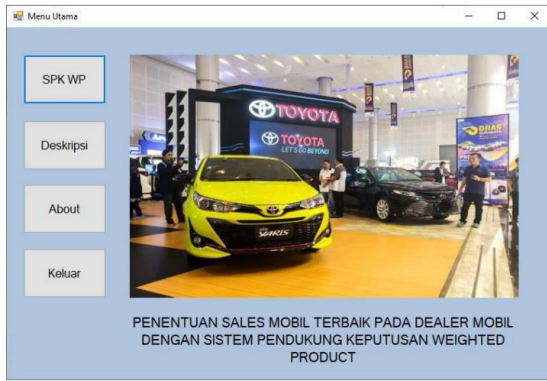 Menu Utama
SPK WP
Deskripsi
About
Keluar
TOYOTA
TOYOTA
LET'S GO BEYOND
YARIS
PENENTUAN SALES MOBIL TERBAIK PADA DEALER MOBIL
DENGAN SISTEM PENDUKUNG KEPUTUSAN WEIGHTED
PRODUCT